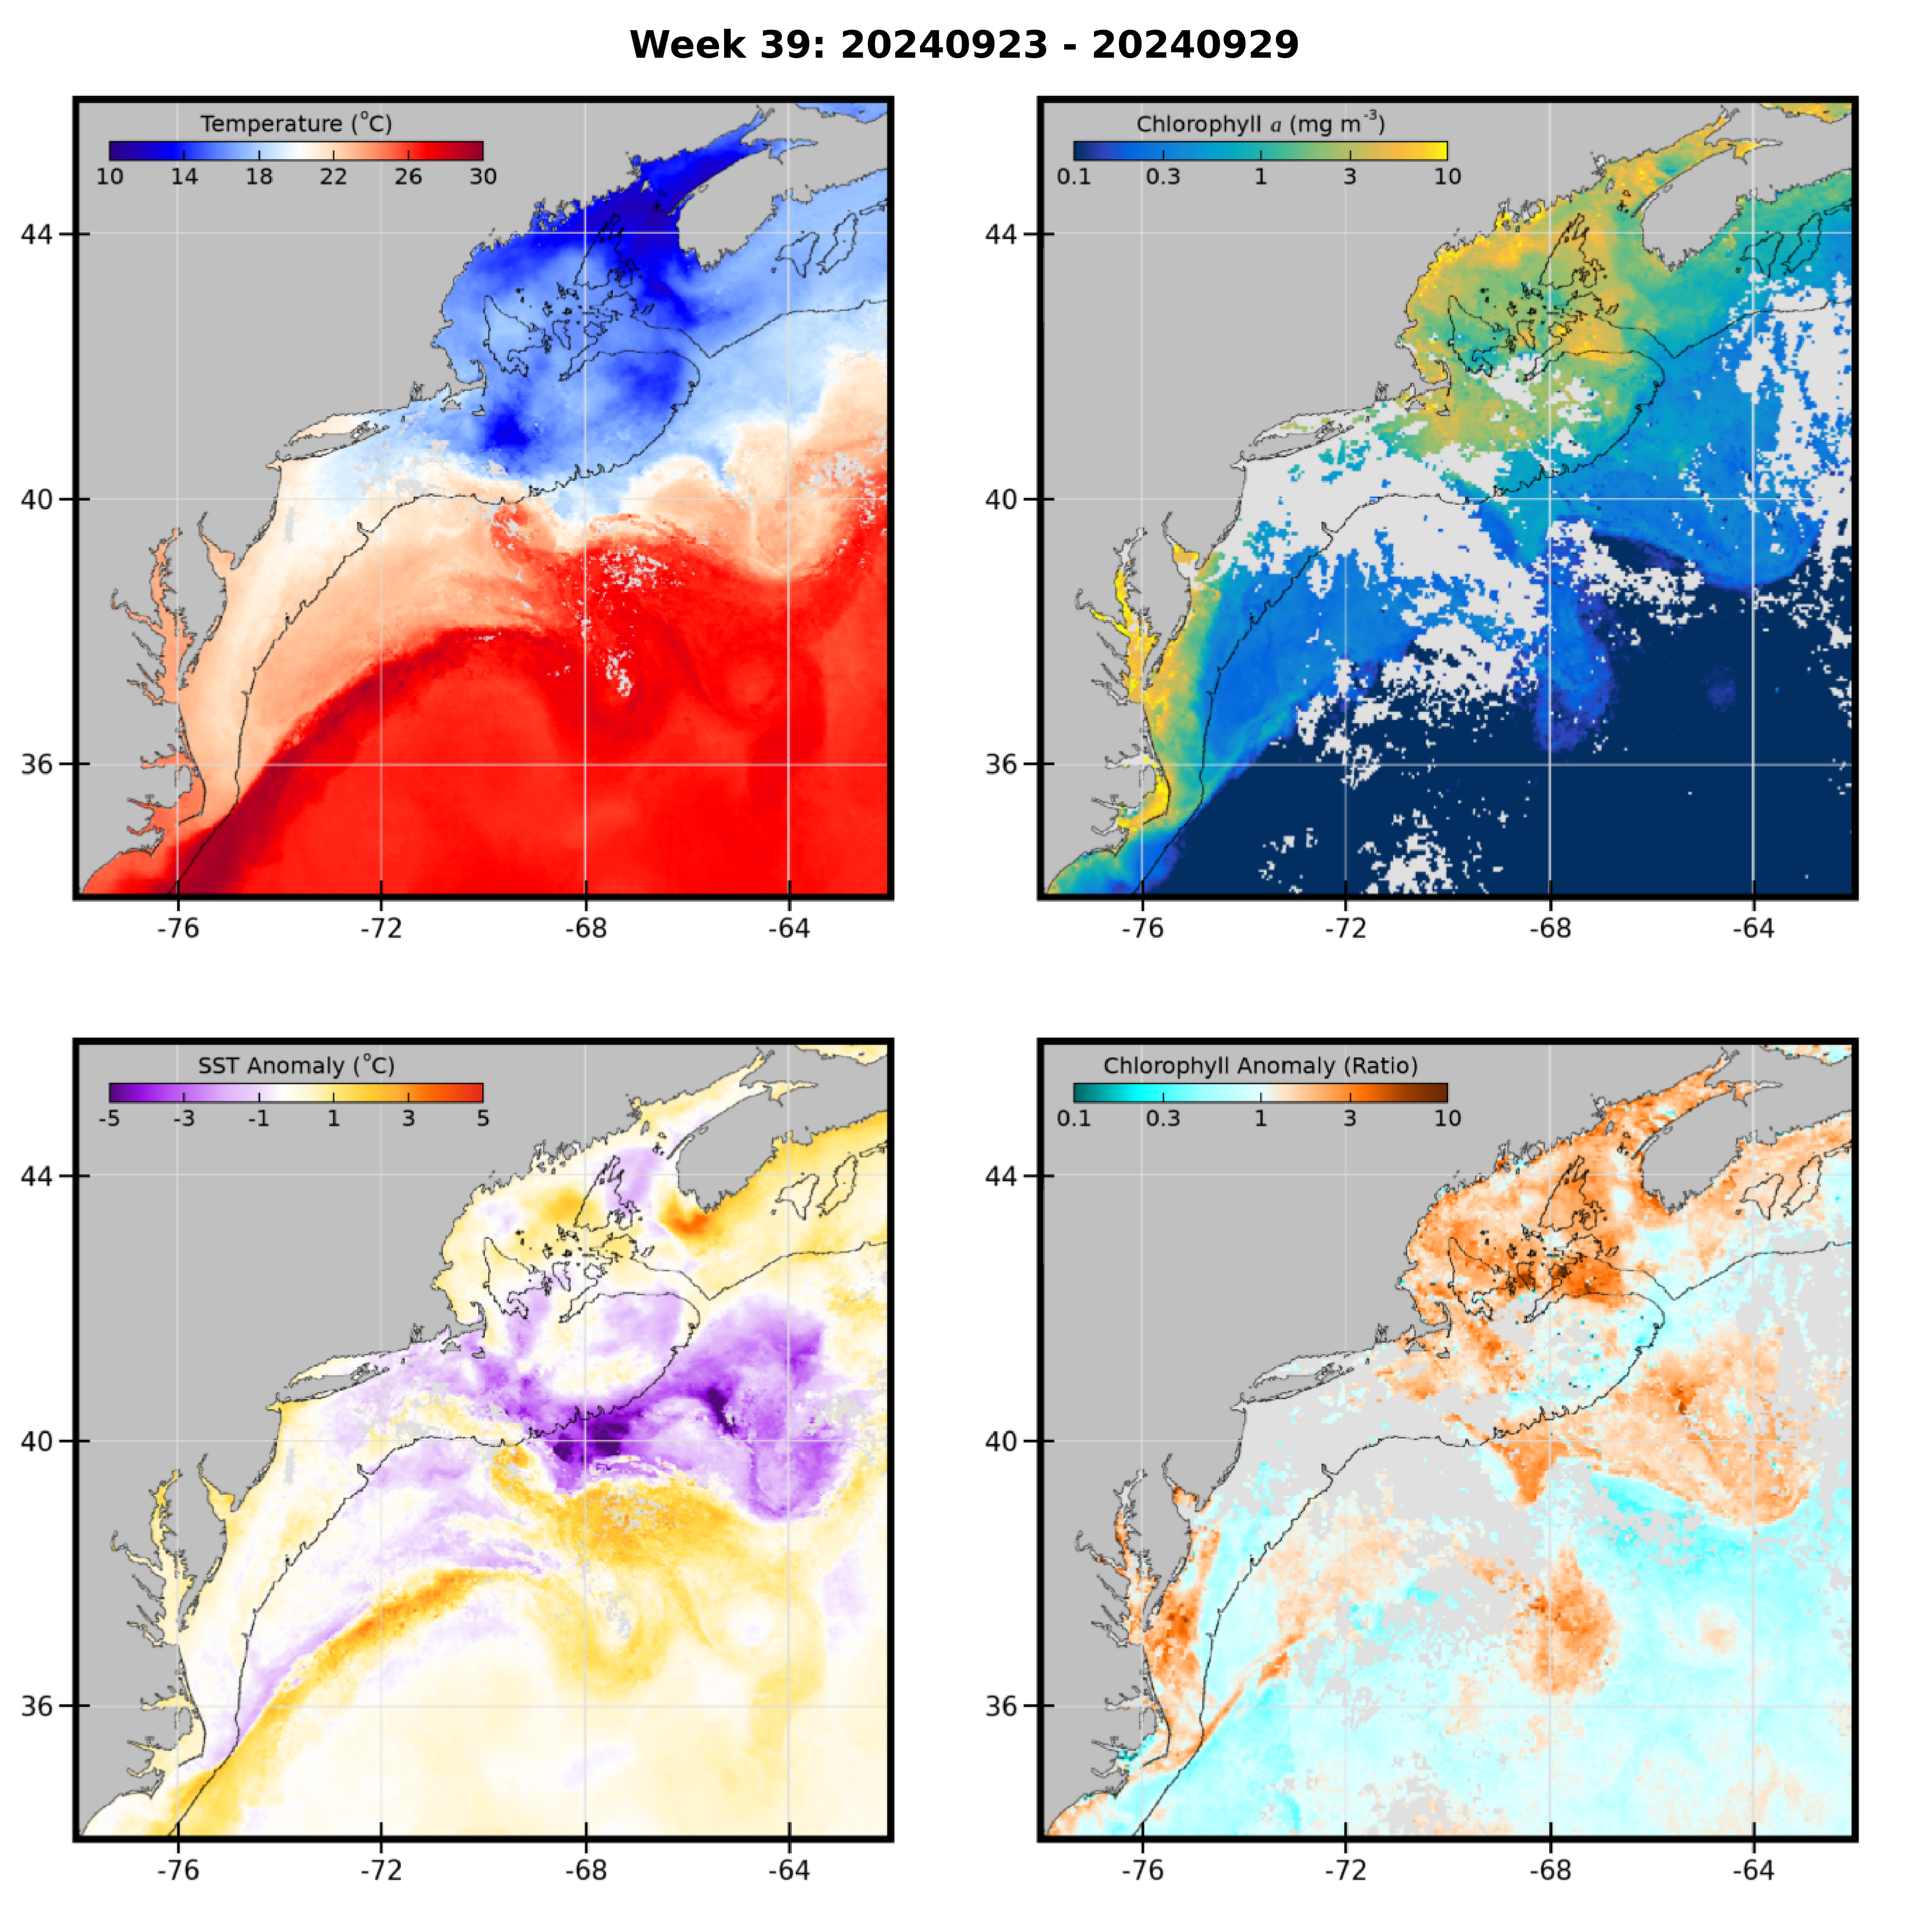 Week 39: 20240923 - 20240929
Temperature (°C)
10 14 18 22 26 30
44
40
36
-76 -72 -68 -64
Chlorophyll a (mg m⁻³)
0.1 0.3 1 3 10
44
40
36
-76 -72 -68 -64
SST Anomaly (°C)
-5 -3 -1 1 3 5
44
40
36
-76 -72 -68 -64
Chlorophyll Anomaly (Ratio)
0.1 0.3 1 3 10
44
40
36
-76 -72 -68 -64